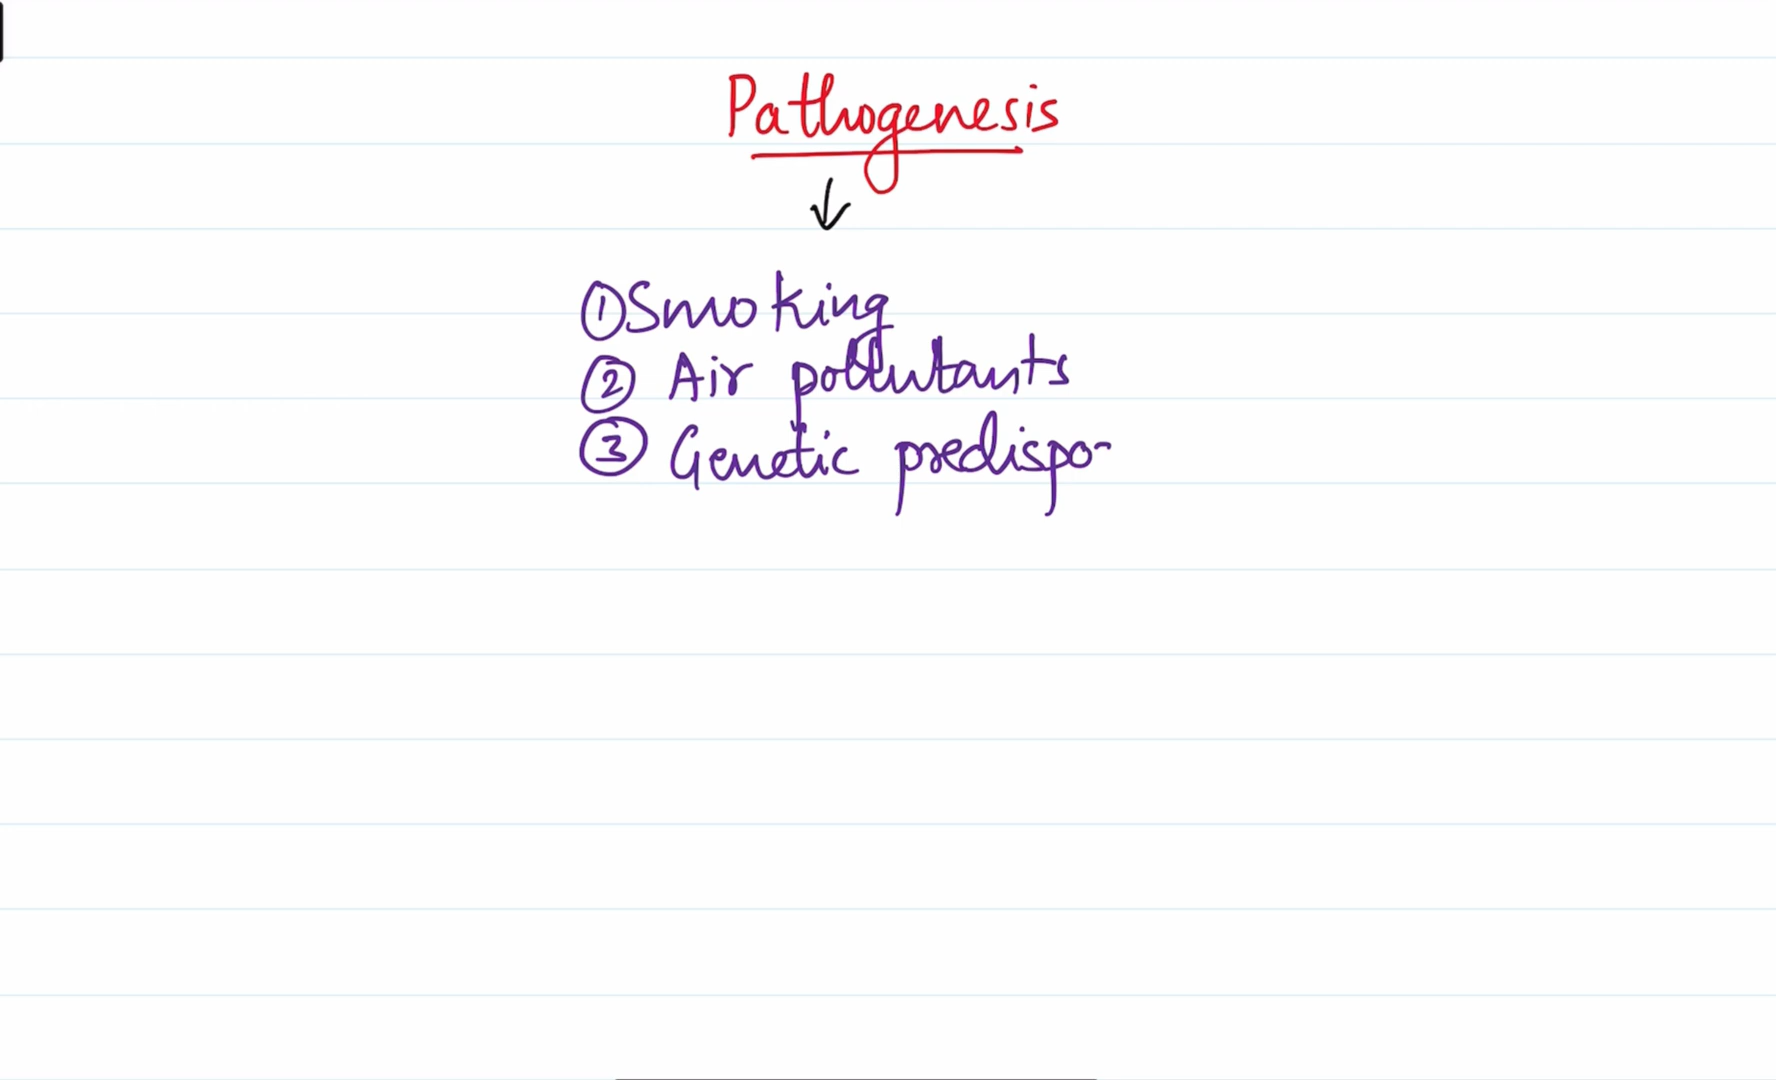 Pathogenesis
↓
① Smoking
② Air pollutants
③ Genetic predispo-